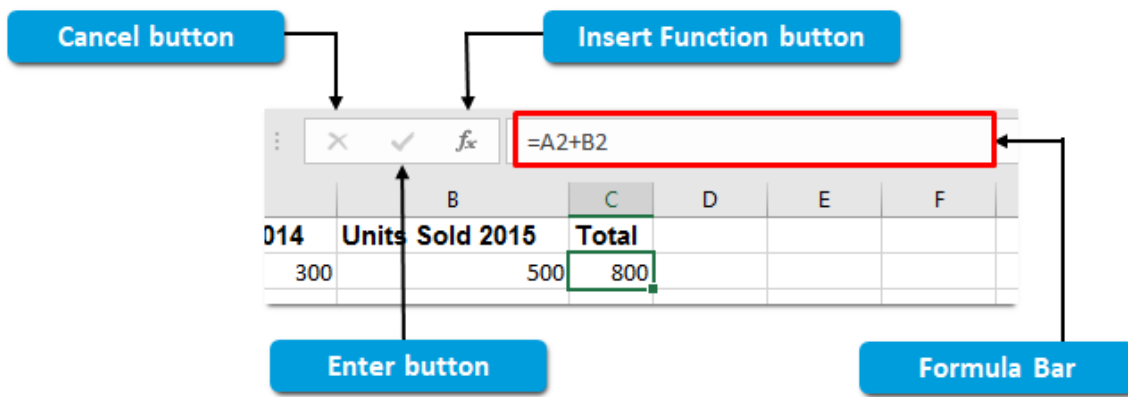 Cancel button
Insert Function button
fx
=A2+B2
B C D E F
014 Units Sold 2015 Total
300 500 800
Enter button
Formula Bar